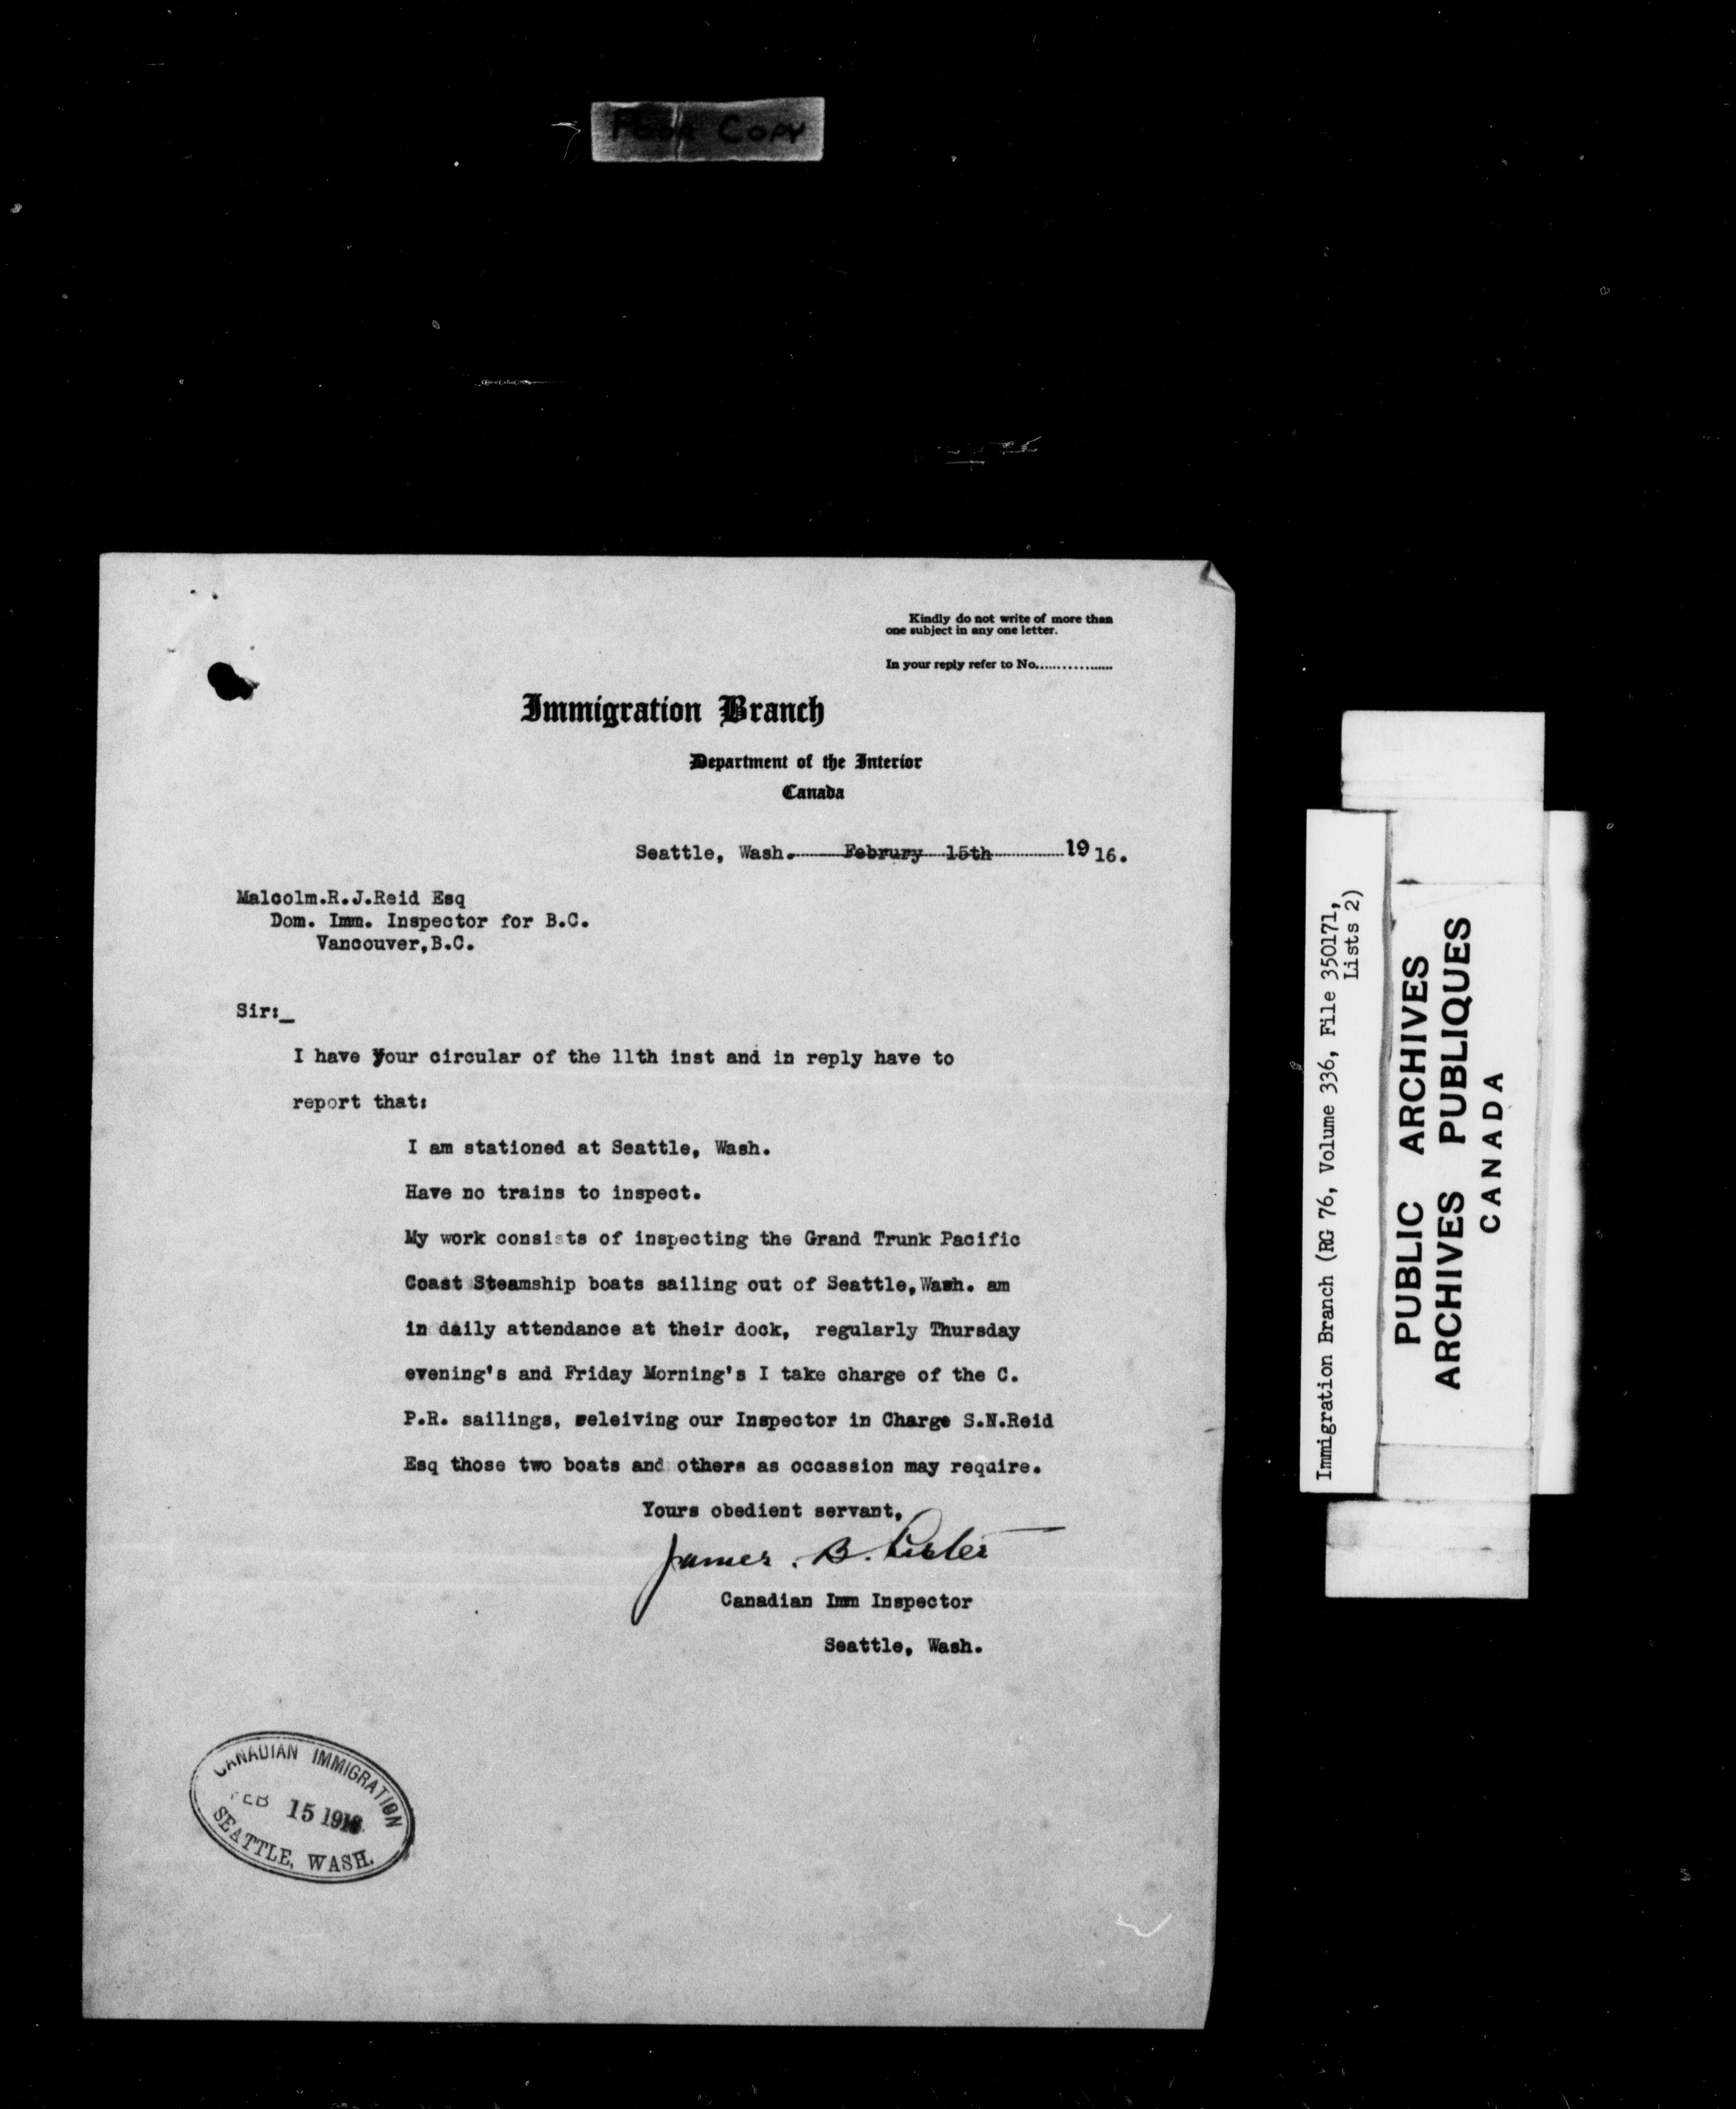 Poor Copy
Kindly do not write of more than
one subject in any one letter.
In your reply refer to No................
Immigration Branch
Department of the Interior
Canada
Seattle, Wash. Februry 15th 1916.
Malcolm.R.J.Reid Esq
Dom. Imm. Inspector for B.C.
Vancouver,B.C.
Sir:_
I have your circular of the 11th inst and in reply have to
report that:
I am stationed at Seattle, Wash.
Have no trains to inspect.
My work consists of inspecting the Grand Trunk Pacific
Coast Steamship boats sailing out of Seattle,Wash. am
in daily attendance at their dock, regularly Thursday
evening's and Friday Morning's I take charge of the C.
P.R. sailings, releiving our Inspector in Charge S.N.Reid
Esq those two boats and others as occassion may require.
Yours obedient servant,
James. B.
Canadian Imm Inspector
Seattle, Wash.
CANADIAN IMMIGRATION
FEB 15 1916
SEATTLE, WASH.
Immigration Branch (RG 76, Volume 336, File 350171,
Lists 2)
PUBLIC ARCHIVES
ARCHIVES PUBLIQUES
CANADA